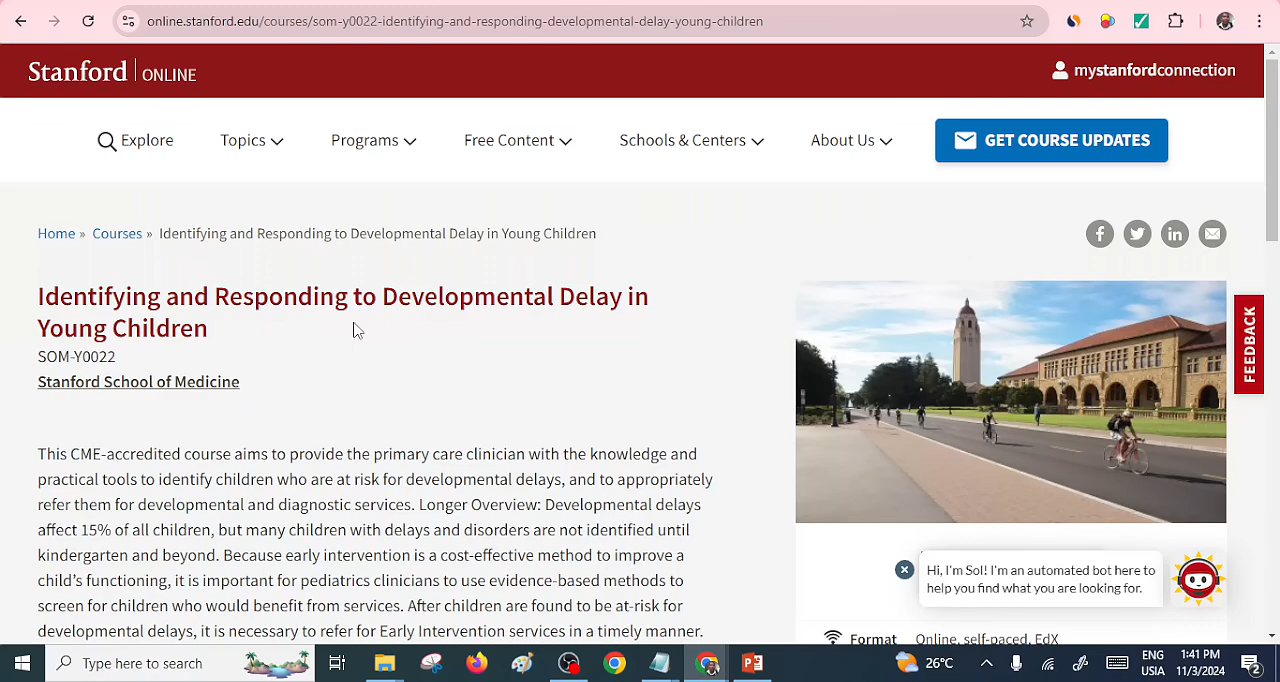 online.stanford.edu/courses/som-y0022-identifying-and-responding-developmental-delay-young-children
Stanford ONLINE
mystanfordconnection
Explore
Topics
Programs
Free Content
Schools & Centers
About Us
GET COURSE UPDATES
Home » Courses » Identifying and Responding to Developmental Delay in Young Children
Identifying and Responding to Developmental Delay in
Young Children
SOM-Y0022
Stanford School of Medicine
This CME-accredited course aims to provide the primary care clinician with the knowledge and
practical tools to identify children who are at risk for developmental delays, and to appropriately
refer them for developmental and diagnostic services. Longer Overview: Developmental delays
affect 15% of all children, but many children with delays and disorders are not identified until
kindergarten and beyond. Because early intervention is a cost-effective method to improve a
child’s functioning, it is important for pediatrics clinicians to use evidence-based methods to
screen for children who would benefit from services. After children are found to be at-risk for
developmental delays, it is necessary to refer for Early Intervention services in a timely manner.
FEEDBACK
Hi, I'm Sol! I'm an automated bot here to
help you find what you are looking for.
Format Online, self-paced, EdX
Type here to search
26°C
ENG
USIA
1:41 PM
11/3/2024
2